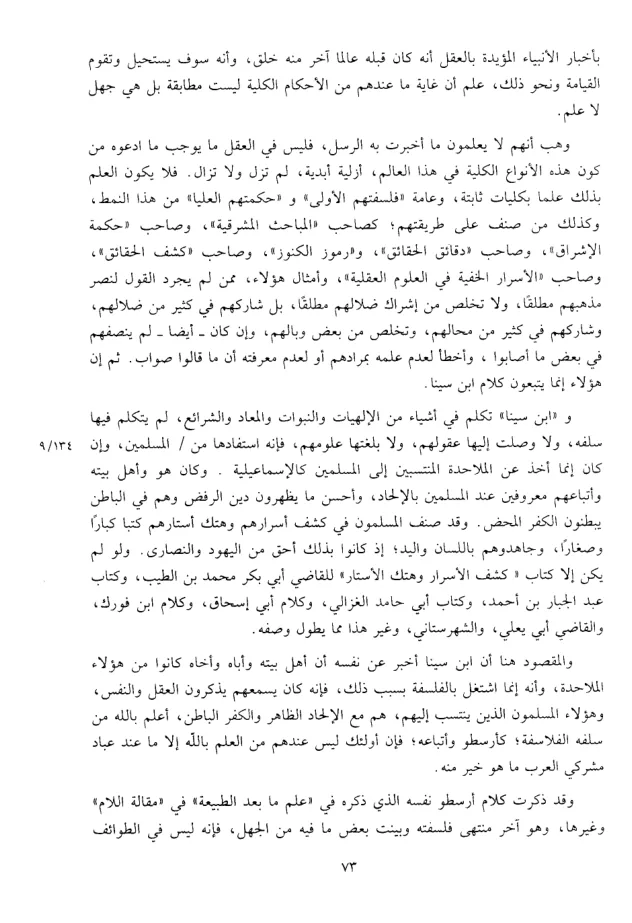 بأخبار الأنبياء المؤيدة بالعقل أنه كان قبله عالما آخر منه خلق، وأنه سوف يستحيل وتقوم
القيامة ونحو ذلك، علم أن غاية ما عندهم من الأحكام الكلية ليست مطابقة بل هي جهل
لا علم.
وهب أنهم لا يعلمون ما أخبرت به الرسل، فليس في العقل ما يوجب ما ادعوه من
كون هذه الأنواع الكلية في هذا العالم، أزلية أبدية، لم تزل ولا تزال. فلا يكون العلم
بذلك علما بكليات ثابتة، وعامة «فلسفتهم الأولى» و «حكمتهم العليا» من هذا النمط،
وكذلك من صنف على طريقتهم؛ كصاحب «المباحث المشرقية»، وصاحب «حكمة
الإشراق»، وصاحب «دقائق الحقائق»، و«رموز الكنوز»، وصاحب «كشف الحقائق»،
وصاحب «الأسرار الخفية في العلوم العقلية»، وأمثال هؤلاء، ممن لم يجرد القول لنصر
مذهبهم مطلقًا، ولا تخلص من إشراك ضلالهم مطلقًا، بل شاركهم في كثير من ضلالهم،
وشاركهم في كثير من محالهم، وتخلص من بعض وبالهم، وإن كان ـ أيضا ـ لم ينصفهم
في بعض ما أصابوا ، وأخطأ لعدم علمه بمرادهم أو لعدم معرفته أن ما قالوا صواب. ثم إن
هؤلاء إنما يتبعون كلام ابن سينا.
و «ابن سينا» تكلم في أشياء من الإلهيات والنبوات والمعاد والشرائع، لم يتكلم فيها
سلفه، ولا وصلت إليها عقولهم، ولا بلغتها علومهم، فإنه استفادها من / المسلمين، وإن
٩/١٣٤
كان إنما أخذ عن الملاحدة المنتسبين إلى المسلمين كالإسماعيلية . وكان هو وأهل بيته
وأتباعهم معروفين عند المسلمين بالإلحاد، وأحسن ما يظهرون دين الرفض وهم في الباطن
يبطنون الكفر المحض. وقد صنف المسلمون في كشف أسرارهم وهتك أستارهم كتبا كبارًا
وصغارًا، وجاهدوهم باللسان واليد؛ إذ كانوا بذلك أحق من اليهود والنصارى. ولو لم
يكن إلا كتاب « كشف الأسرار وهتك الأستار» للقاضي أبي بكر محمد بن الطيب، وكتاب
عبد الجبار بن أحمد، وكتاب أبي حامد الغزالي، وكلام أبي إسحاق، وكلام ابن فورك،
والقاضي أبي يعلي، والشهرستاني، وغير هذا مما يطول وصفه.
والمقصود هنا أن ابن سينا أخبر عن نفسه أن أهل بيته وأباه وأخاه كانوا من هؤلاء
الملاحدة، وأنه إنما اشتغل بالفلسفة بسبب ذلك، فإنه كان يسمعهم يذكرون العقل والنفس،
وهؤلاء المسلمون الذين ينتسب إليهم، هم مع الإلحاد الظاهر والكفر الباطن، أعلم بالله من
سلفه الفلاسفة؛ كأرسطو وأتباعه؛ فإن أولئك ليس عندهم من العلم بالله إلا ما عند عباد
مشركي العرب ما هو خير منه.
وقد ذكرت كلام أرسطو نفسه الذي ذكره في «علم ما بعد الطبيعة» في «مقالة اللام»
وغيرها، وهو آخر منتهى فلسفته وبينت بعض ما فيه من الجهل، فإنه ليس في الطوائف
٧٣